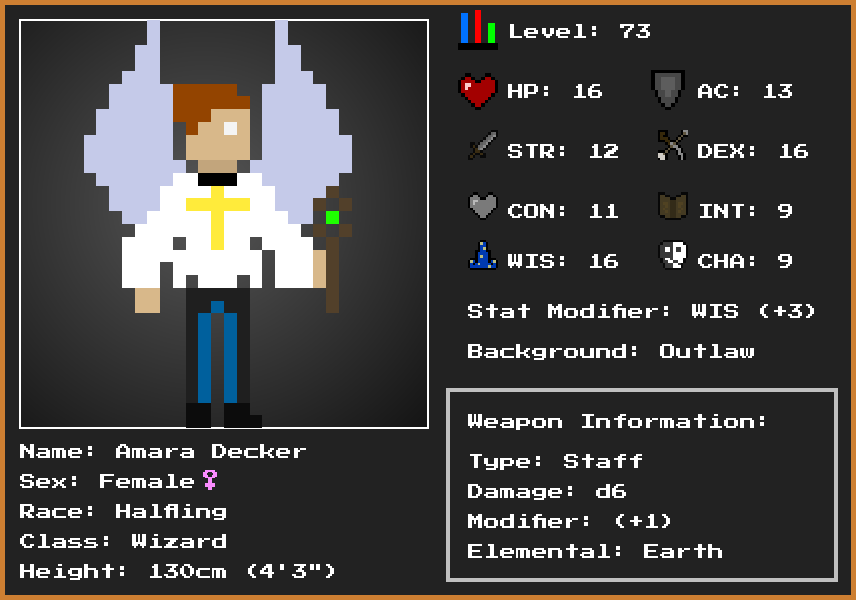 Level: 73
HP: 16
AC: 13
STR: 12
DEX: 16
CON: 11
INT: 9
WIS: 16
CHA: 9
Stat Modifier: WIS (+3)
Background: Outlaw
Weapon Information:
Type: Staff
Damage: d6
Modifier: (+1)
Elemental: Earth
Name: Amara Decker
Sex: Female♀
Race: Halfling
Class: Wizard
Height: 130cm (4'3")